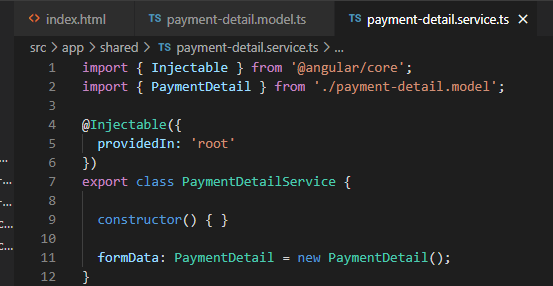 index.html TS payment-detail.model.ts TS payment-detail.service.ts ×
src > app > shared > TS payment-detail.service.ts > ...
1 import { Injectable } from '@angular/core';
2 import { PaymentDetail } from './payment-detail.model';
3
4 @Injectable({
5 providedIn: 'root'
6 })
7 export class PaymentDetailService {
8
9 constructor() { }
10
11 formData: PaymentDetail = new PaymentDetail();
12 }